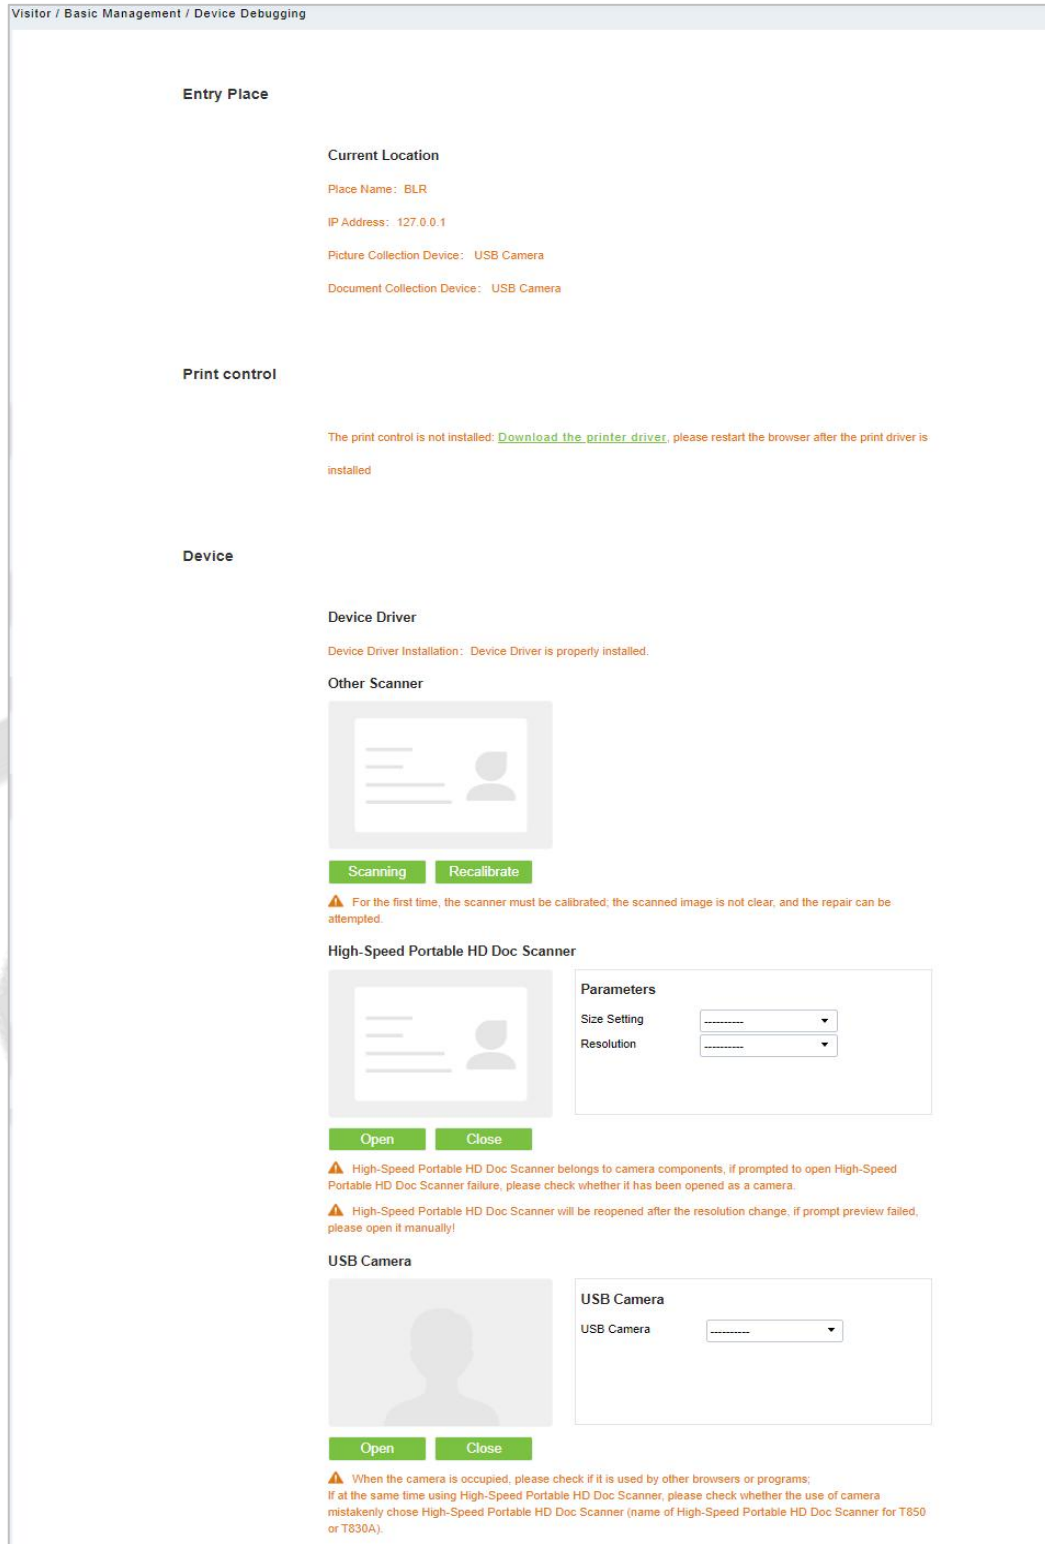 Visitor / Basic Management / Device Debugging
Entry Place
Current Location
Place Name: BLR
IP Address: 127.0.0.1
Picture Collection Device: USB Camera
Document Collection Device: USB Camera
Print control
The print control is not installed: Download the printer driver, please restart the browser after the print driver is
installed
Device
Device Driver
Device Driver Installation: Device Driver is properly installed.
Other Scanner
Scanning Recalibrate
For the first time, the scanner must be calibrated; the scanned image is not clear, and the repair can be
attempted.
High-Speed Portable HD Doc Scanner
Parameters
Size Setting ----------
Resolution ----------
Open Close
High-Speed Portable HD Doc Scanner belongs to camera components, if prompted to open High-Speed
Portable HD Doc Scanner failure, please check whether it has been opened as a camera.
High-Speed Portable HD Doc Scanner will be reopened after the resolution change, if prompt preview failed,
please open it manually!
USB Camera
USB Camera
USB Camera ----------
Open Close
When the camera is occupied, please check if it is used by other browsers or programs;
If at the same time using High-Speed Portable HD Doc Scanner, please check whether the use of camera
mistakenly chose High-Speed Portable HD Doc Scanner (name of High-Speed Portable HD Doc Scanner for T850
or T830A).